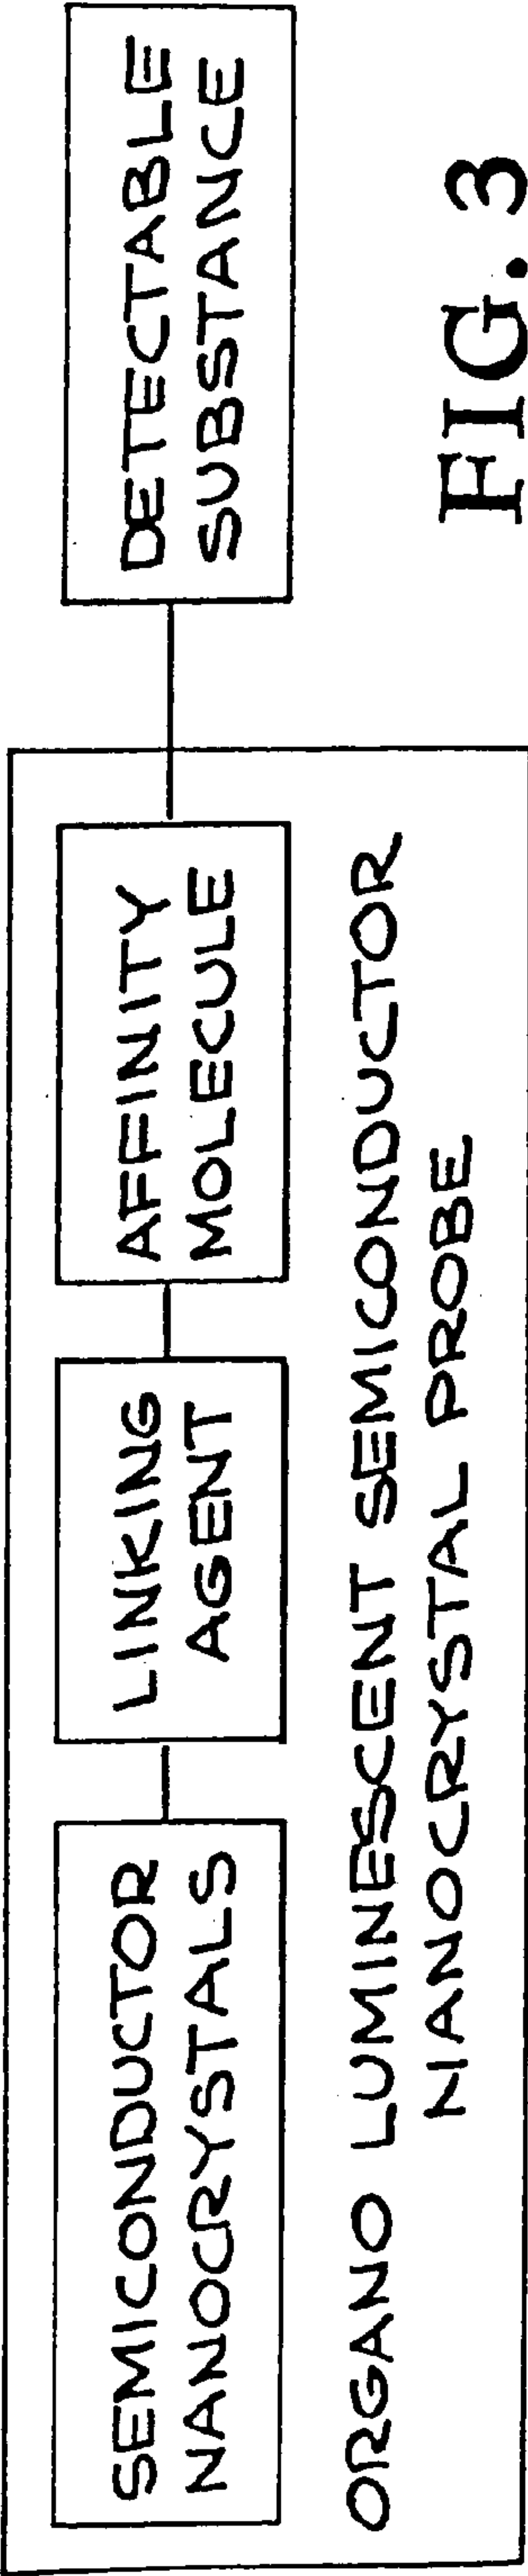 SEMICONDUCTOR
NANOCRYSTALS
LINKING
AGENT
AFFINITY
MOLECULE
DETECTABLE
SUBSTANCE
ORGANO LUMINESCENT SEMICONDUCTOR
NANOCRYSTAL PROBE
FIG. 3